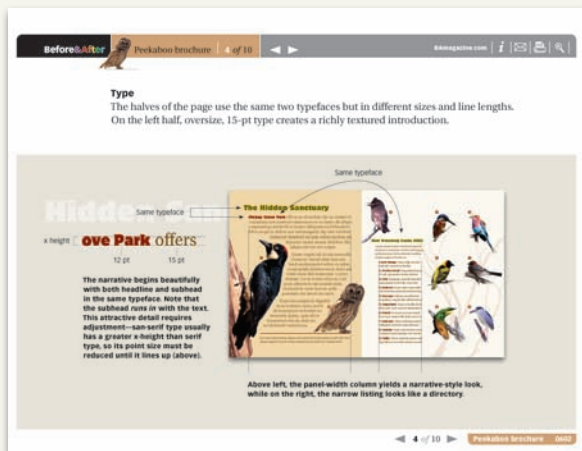 Before&After
Peekaboo brochure
4 of 10
BAmagazine.com
Type
The halves of the page use the same two typefaces but in different sizes and line lengths.
On the left half, oversize, 15-pt type creates a richly textured introduction.
Same typeface
Hidden San
Same typeface
x height
ove Park offers
12 pt
15 pt
The narrative begins beautifully
with both headline and subhead
in the same typeface. Note that
the subhead runs in with the text.
This attractive detail requires
adjustment—san-serif type usually
has a greater x-height than serif
type, so its point size must be
reduced until it lines up (above).
The Hidden Sanctuary
Above left, the panel-width column yields a narrative-style look,
while on the right, the narrow listing looks like a directory.
4 of 10
Peekaboo brochure 0602